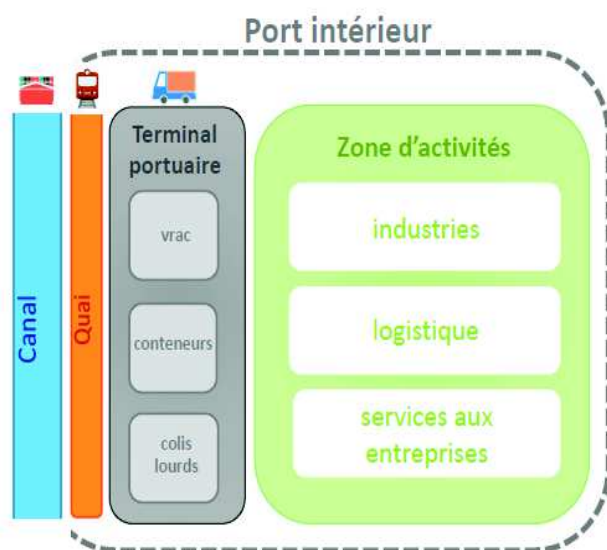 Port intérieur
Canal
Quai
Terminal
portuaire
vrac
conteneurs
colis
lourds
Zone d'activités
industries
logistique
services aux
entreprises